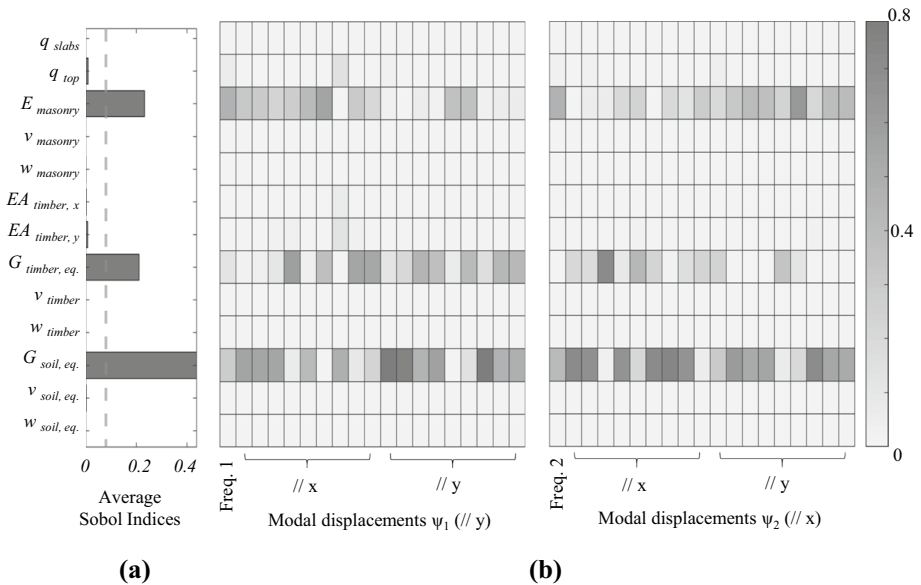 q slabs
q top
E masonry
v masonry
w masonry
EA timber, x
EA timber, y
G timber, eq.
v timber
w timber
G soil, eq.
v soil, eq.
w soil, eq.
0 0.2 0.4
Average
Sobol Indices
(a)
Freq. 1
// x
// y
Modal displacements ψ1 (// y)
Freq. 2
// x
// y
Modal displacements ψ2 (// x)
(b)
0.8
0.4
0